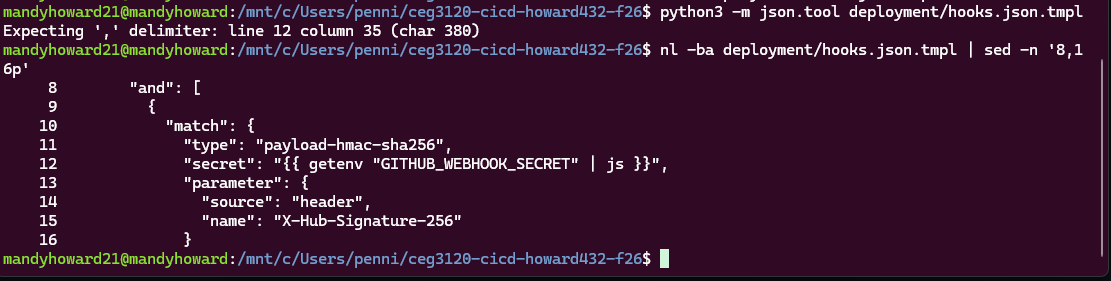 mandyhoward21@mandyhoward:/mnt/c/Users/penni/ceg3120-cicd-howard432-f26$ python3 -m json.tool deployment/hooks.json.tmpl
Expecting ',' delimiter: line 12 column 35 (char 380)
mandyhoward21@mandyhoward:/mnt/c/Users/penni/ceg3120-cicd-howard432-f26$ nl -ba deployment/hooks.json.tmpl | sed -n '8,1
6p'
     8        "and": [
     9          {
    10            "match": {
    11              "type": "payload-hmac-sha256",
    12              "secret": "{{ getenv "GITHUB_WEBHOOK_SECRET" | js }}",
    13              "parameter": {
    14                "source": "header",
    15                "name": "X-Hub-Signature-256"
    16              }
mandyhoward21@mandyhoward:/mnt/c/Users/penni/ceg3120-cicd-howard432-f26$